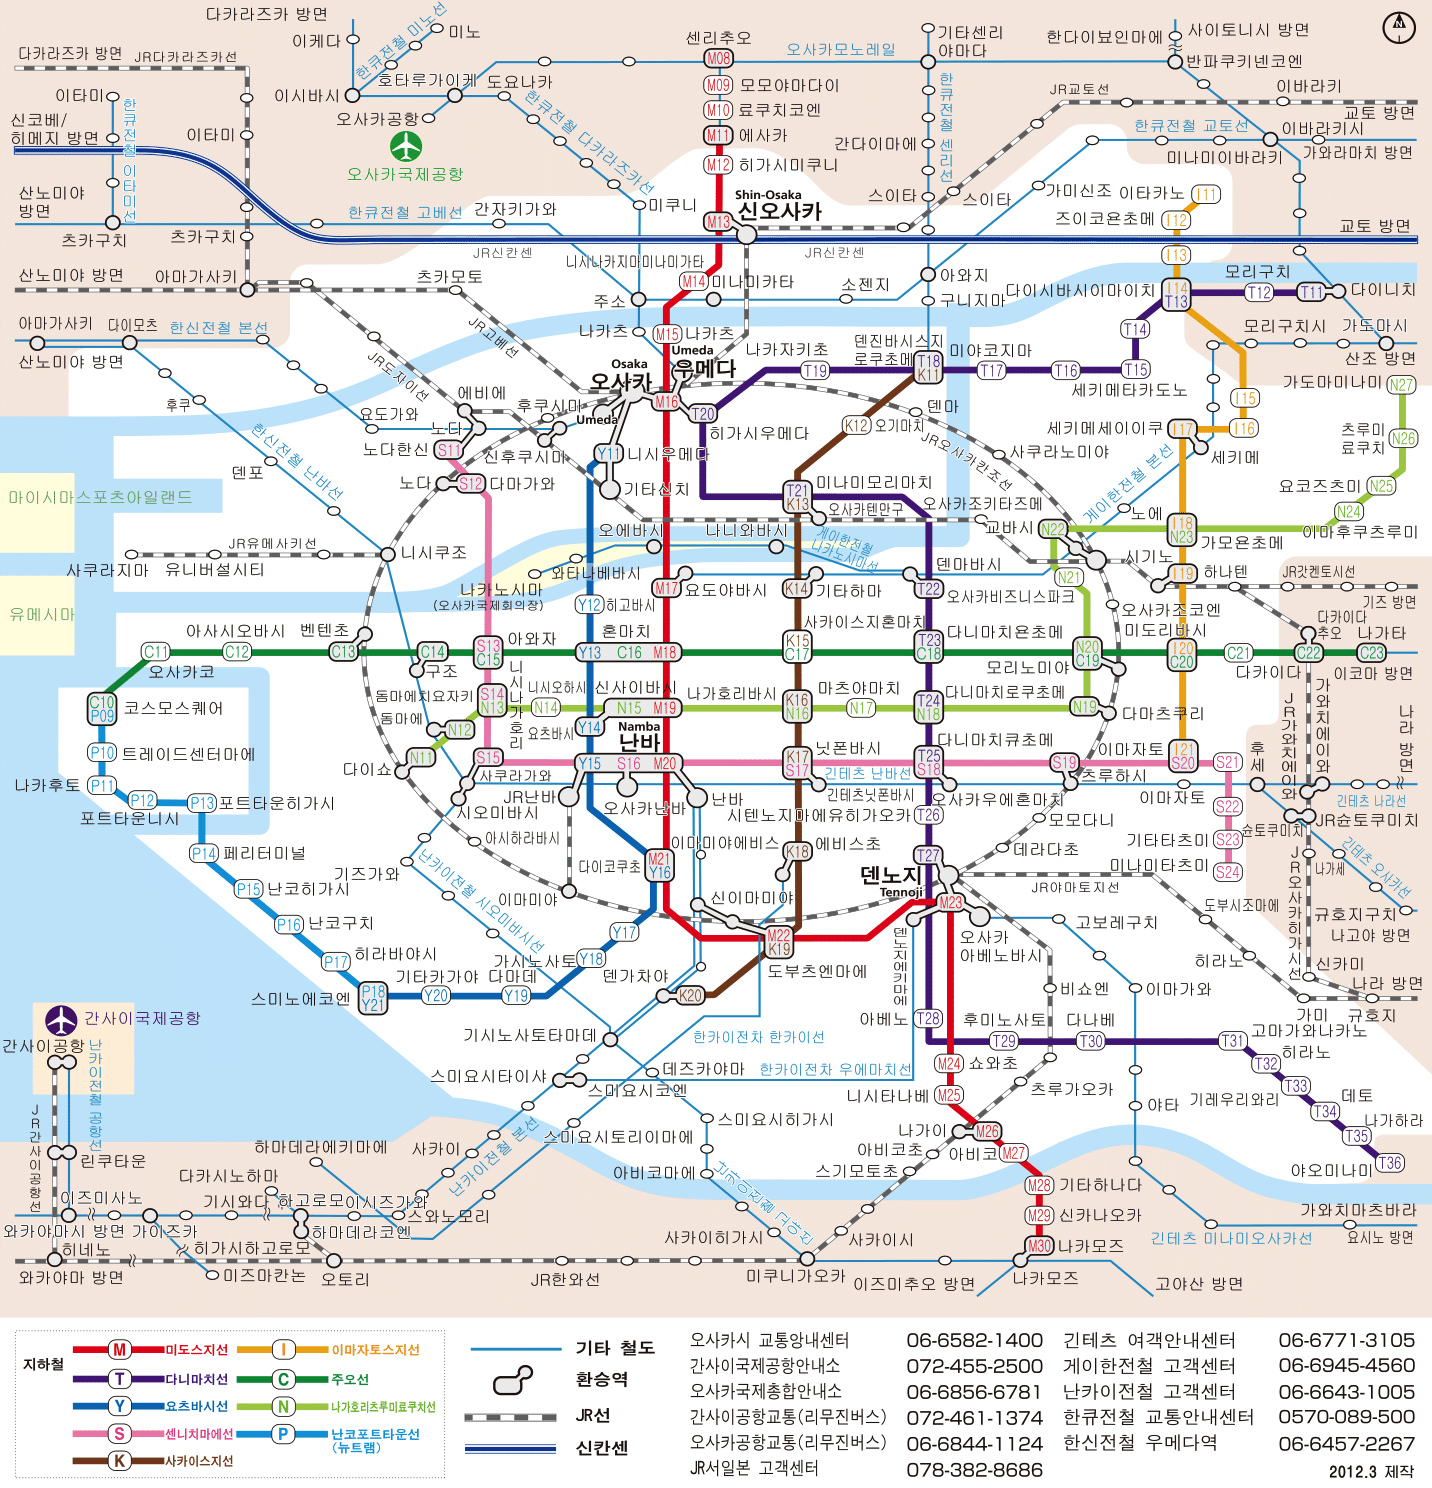 다카라즈카 방면
다카라즈카 방면
JR다카라즈카선
이케다
한큐전철 미노선
미노
센리추오
M08
오사카모노레일
기타센리
야마다
한다이뵤인마에
사이토니시 방면
반파쿠키넨코엔
N
호타루가이케
도요나카
이타미
이시바시
오사카공항
M09
모모야마다이
M10
료쿠치코엔
M11
에사카
M12
히가시미쿠니
한큐전철 센리선
JR교토선
이바라키
교토 방면
신코베/
히메지 방면
한큐전철 이타미선
이타미
오사카국제공항
한큐전철 다카라즈카선
간다이마에
한큐전철 교토선
이바라키시
미나미이바라키
가와라마치 방면
산노미야
방면
츠카구치
츠카구치
한큐전철 고베선
간자키가와
미쿠니
Shin-Osaka
신오사카
M13
스이타
스이타
가미신조
이타카노
I11
즈이코욘초메
I12
교토 방면
JR신칸센
JR신칸센
I13
산노미야 방면
아마가사키
츠카모토
니시나카지마미나미가타
M14
미나미카타
주소
소젠지
아와지
구니지마
다이시바시이마이치
I14
T13
모리구치
T12
T11
다이니치
아마가사키
다이모츠
한신전철 본선
산노미야 방면
JR도자이선
JR고베선
나카츠
M15
나카츠
Umeda
우메다
Osaka
오사카
Umeda
나카자키초
T19
덴진바시스지
로쿠초메
T18
K11
미야코지마
T17
T16
T15
T14
세키메타카도노
모리구치시
가도마시
산조 방면
가도마미나미
N27
후쿠
에비에
요도가와
노다
후쿠시마
노다한신
S11
신후쿠시마
M16
T20
히가시우메다
K12
오기마치
덴마
JR오사카칸조선
사쿠라노미야
세키메세이이쿠
I17
I16
I15
세키메
츠루미
료쿠치
N26
한신전철 난바선
덴포
노다
S12
다마가와
Y11
니시우메다
기타신치
T21
K13
미나미모리마치
오사카텐만구
오사카조키타즈메
교바시
게이한전철 본선
노에
I18
N23
가모욘초메
요코즈츠미
N25
N24
이마후쿠츠루미
마이시마스포츠아일랜드
JR유메사키선
사쿠라지마
유니버설시티
니시쿠조
오에바시
나니와바시
게이한전철
나카노시마선
와타나베바시
나카노시마
(오사카국제회의장)
N22
N21
시기노
I19
하나텐
JR갓켄토시선
기즈 방면
유메시마
M17
요도야바시
K14
기타하마
덴마바시
T22
오사카비즈니스파크
오사카조코엔
Y12
히고바시
아시오바시
C12
C11
오사카코
벤텐초
C13
C14
구조
아와자
S13
C15
혼마치
Y13
C16
M18
사카이스지혼마치
K15
C17
T23
C18
다니마치욘초메
모리노미야
N20
C19
미도리바시
I20
C20
C21
다카이다
다카이다
추오
C22
나가타
C23
이코마 방면
C10
P09
코스모스퀘어
P10
트레이드센터마에
P11
나카후토
P12
포트타운니시
P13
포트타운히가시
P14
페리터미널
P15
난코히가시
P16
난코구치
P17
히라바야시
P18
Y21
스미노에코엔
돔마에치요자키
돔마에
S14
N13
니시나가호리
N12
N11
다이쇼
니시오하시
N14
신사이바시
N15
M19
요츠바시
Y14
나가호리바시
마츠야마치
K16
N16
N17
T24
N18
다니마치로쿠초메
N19
다마츠쿠리
Namba
난바
S15
사쿠라가와
Y15
S16
M20
오사카난바
JR난바
난바
닛폰바시
K17
S17
긴테츠 난바선
긴테츠닛폰바시
다니마치큐초메
T25
S18
오사카우에혼마치
S19
츠루하시
이마자토
I21
S20
S21
이마자토
S22
기타타츠미
S23
미나미타츠미
S24
후세
JR가와치에이와
가와치에이와
나라 방면
긴테츠 나라선
JR슌토쿠미치
슌토쿠미치
나가세
긴테츠 오사카선
JR오사카히가시선
규호지구치
나고야 방면
신카미
가미
규호지
나라 방면
시오미바시
아시하라바시
기즈가와
난카이전철 시오미바시선
다이코쿠초
M21
Y16
이마미야에비스
이마미야
신이마미야
시텐노지마에유히가오카
T26
에비스초
K18
덴노지
Tennoji
T27
M23
M22
K19
도부츠엔마에
모모다니
데라다초
JR야마토지선
오사카
아베노바시
고보레구치
도부시조마에
히라노
이마가와
덴노지에키마에
아베노
T28
Y17
Y18
가시노사토
기타카가야
Y20
다마데
Y19
덴가차야
K20
기시노사토타마데
한카이전차 한카이선
한카이전차 우에마치선
비쇼엔
후미노사토
T29
다나베
T30
T31
고마가와나카노
T32
히라노
T33
기레우리와리
T34
데토
T35
나가하라
T36
야오미나미
간사이국제공항
간사이공항
난카이전철 공항선
JR간사이공항선
린쿠타운
스미요시타이샤
스미요시코엔
데즈카야마
M24
쇼와초
니시타나베
M25
츠루가오카
야타
스미요시히가시
스미요시토리이마에
아비코마에
나가이
M26
아비코초
아비코
M27
스기모토초
난카이전철 고야선
M28
기타하나다
M29
신카나오카
M30
나카모즈
나카모즈
사카이
난카이전철 본선
하마데라에키마에
다카시노하마
이즈미사노
기시와다
하고로모
이시즈가와
스와노모리
하마데라코엔
와카야마시 방면
가이즈카
히네노
와카야마 방면
히가시하고로모
미즈마칸논
오토리
JR한와선
사카이히가시
사카이시
미쿠니가오카
이즈미추오 방면
고야산 방면
긴테츠 미나미오사카선
가와치마츠바라
요시노 방면
지하철
M 미도스지선
T 다니마치선
Y 요츠바시선
S 센니치마에선
K 사카이스지선
I 이마자토스지선
C 주오선
N 나가호리츠루미료쿠치선
P 난코포트타운선
(뉴트램)
기타 철도
환승역
JR선
신칸센
오사카시 교통안내센터 06-6582-1400
간사이국제공항안내소 072-455-2500
오사카국제총합안내소 06-6856-6781
간사이공항교통(리무진버스) 072-461-1374
오사카공항교통(리무진버스) 06-6844-1124
JR서일본 고객센터 078-382-8686
긴테츠 여객안내센터 06-6771-3105
게이한전철 고객센터 06-6945-4560
난카이전철 고객센터 06-6643-1005
한큐전철 교통안내센터 0570-089-500
한신전철 우메다역 06-6457-2267
2012.3 제작